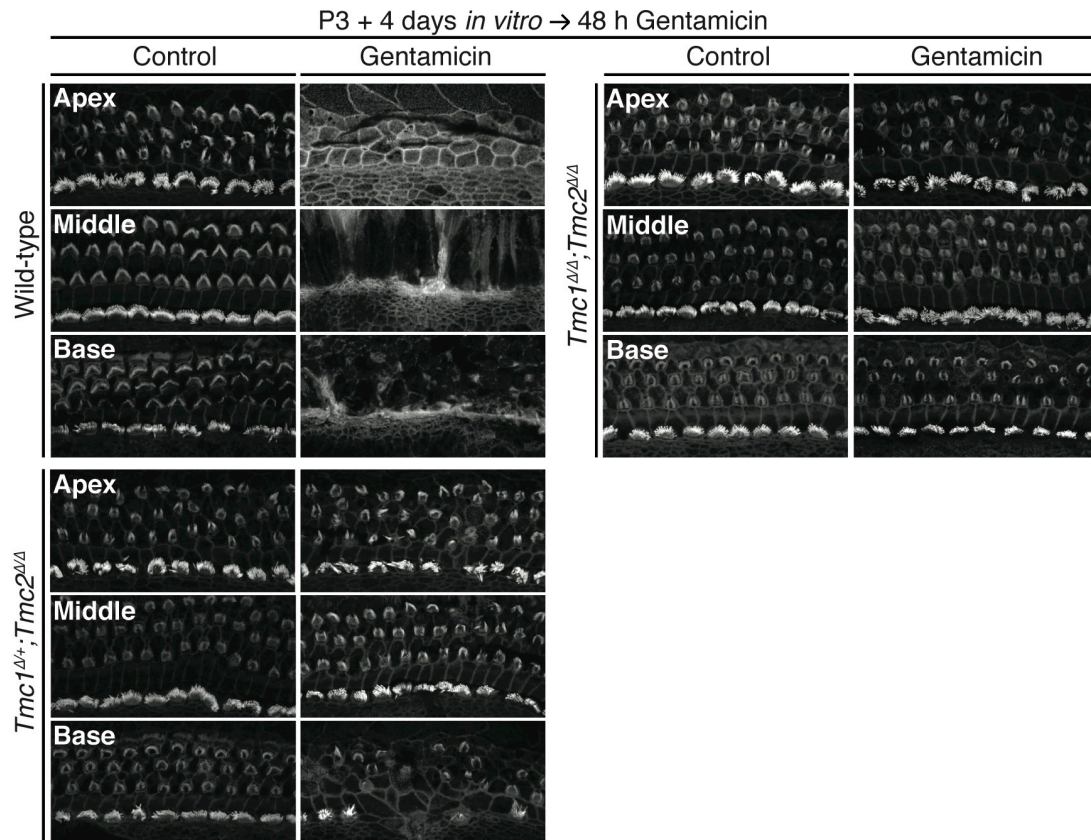 P3 + 4 days in vitro → 48 h Gentamicin
Control
Gentamicin
Control
Gentamicin
Wild-type
Apex
Middle
Base
Tmc1Δ/Δ;Tmc2Δ/Δ
Apex
Middle
Base
Tmc1Δ/+;Tmc2Δ/Δ
Apex
Middle
Base